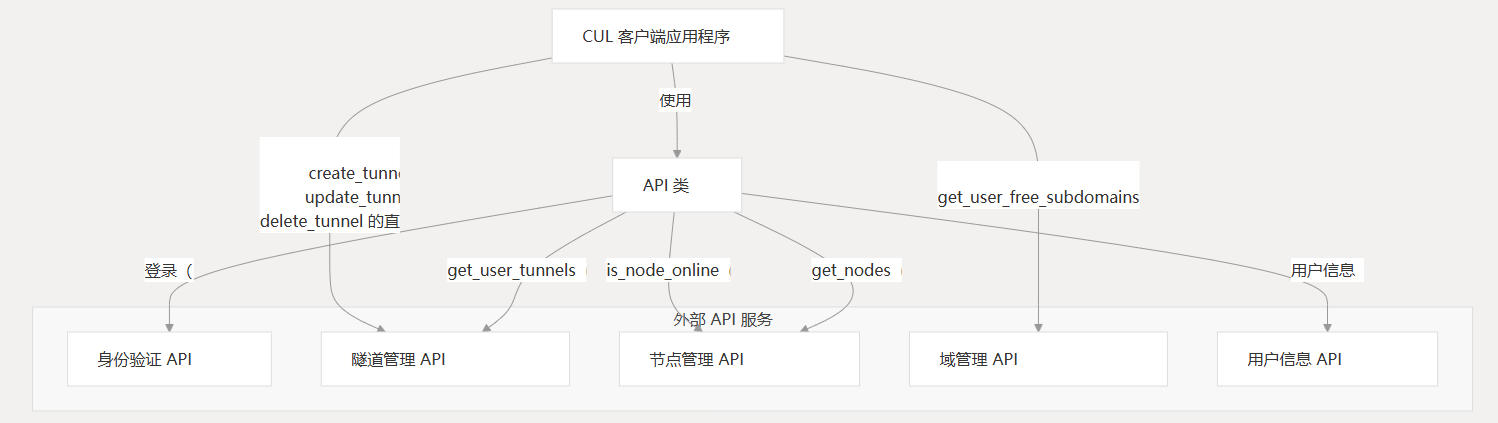 CUL 客户端应用程序
使用
create_tunne
update_tunn
delete_tunnel 的直
API 类
get_user_free_subdomains
登录（
get_user_tunnels（
is_node_online（
get_nodes（
用户信息
外部 API 服务
身份验证 API
隧道管理 API
节点管理 API
域管理 API
用户信息 API